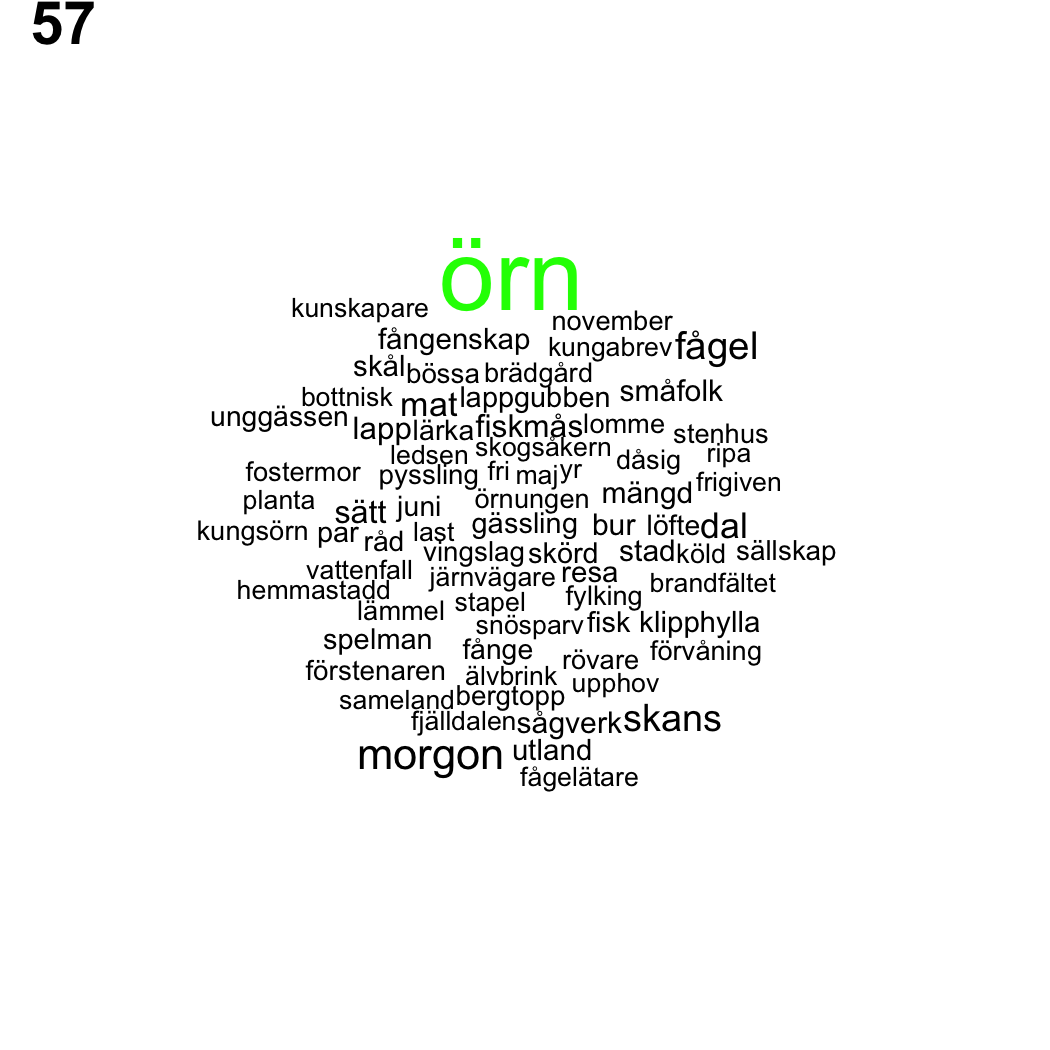 57
örn
kunskapare
november
fångenskap
kungabrev fågel
skål bössa brädgård
bottnisk mat lappgubben småfolk
unggässen lapp lärka fiskmås lomme stenhus
ledsen skogsåkern dåsig ripa
fostermor pyssling fri maj yr frigiven
planta sätt juni örnungen mängd
kungsörn par råd last gässling bur löfte dal
vingslag skörd stad köld sällskap
vattenfall järnvägare resa brandfältet
hemmastadd lämmel stapel fylking
snösparv fisk klipphylla
spelman fånge rövare förvåning
förstenaren älvbrink upphov
sameland bergtopp
fjälldalen sågverk skans
morgon utland
fågelätare